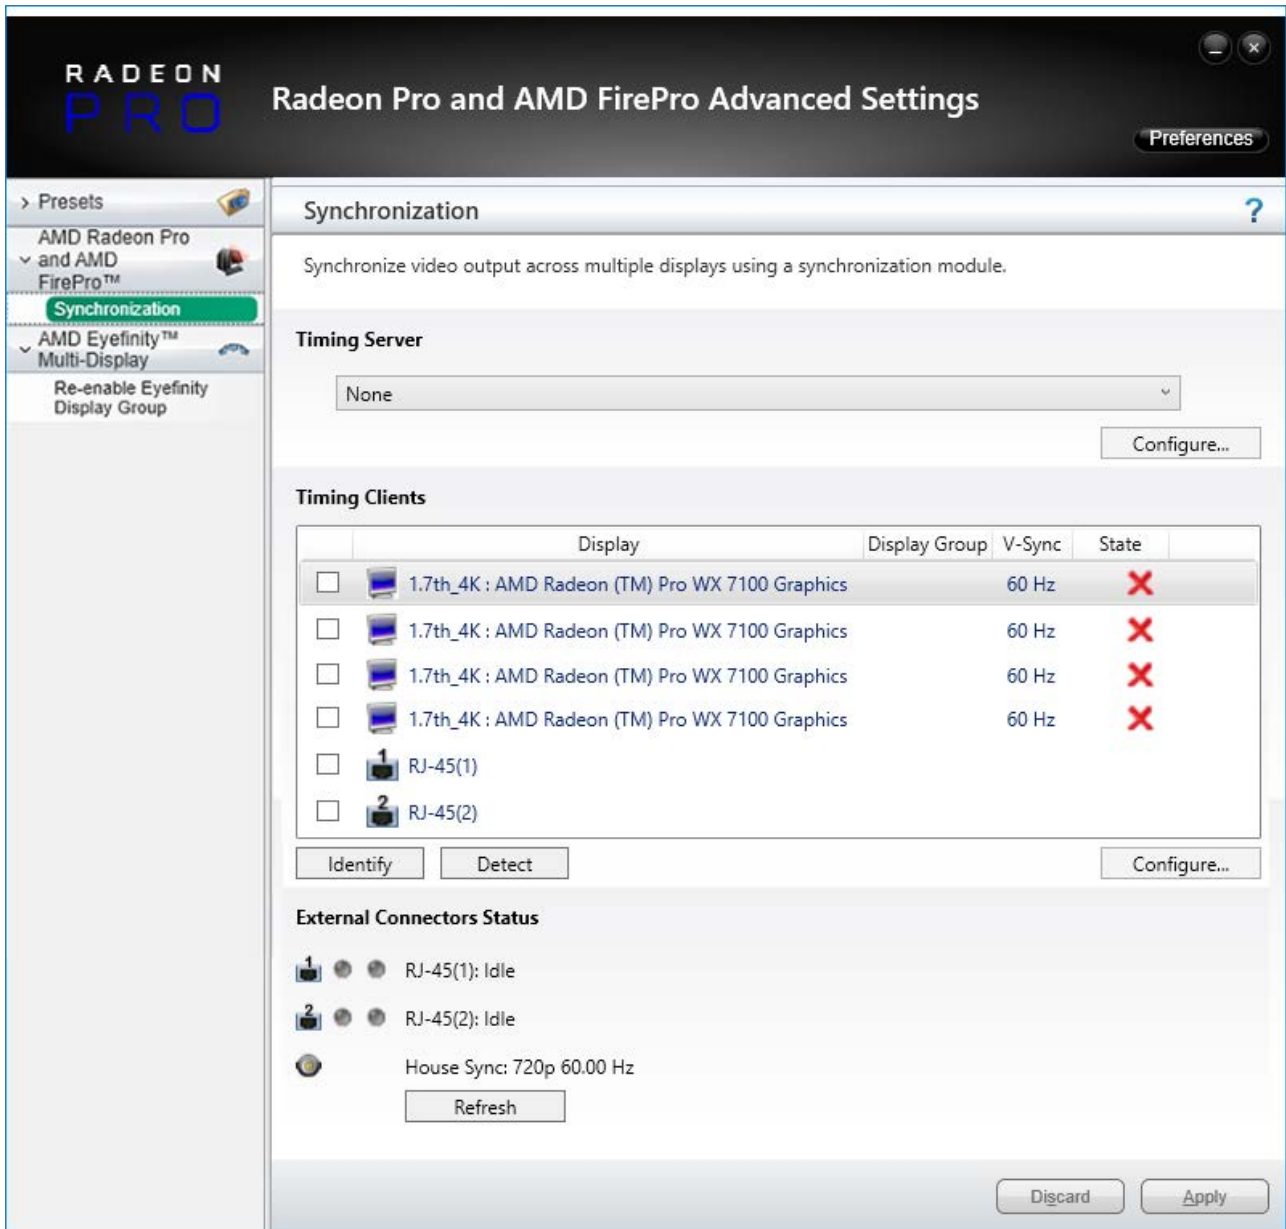 RADEON
PRO
Radeon Pro and AMD FirePro Advanced Settings
Preferences
Presets
AMD Radeon Pro
and AMD
FirePro™
Synchronization
AMD Eyefinity™
Multi-Display
Re-enable Eyefinity
Display Group
Synchronization
?
Synchronize video output across multiple displays using a synchronization module.
Timing Server
None
Configure...
Timing Clients
Display Display Group V-Sync State
1.7th_4K : AMD Radeon (TM) Pro WX 7100 Graphics 60 Hz
1.7th_4K : AMD Radeon (TM) Pro WX 7100 Graphics 60 Hz
1.7th_4K : AMD Radeon (TM) Pro WX 7100 Graphics 60 Hz
1.7th_4K : AMD Radeon (TM) Pro WX 7100 Graphics 60 Hz
1 RJ-45(1)
2 RJ-45(2)
Identify Detect Configure...
External Connectors Status
1 RJ-45(1): Idle
2 RJ-45(2): Idle
House Sync: 720p 60.00 Hz
Refresh
Discard Apply